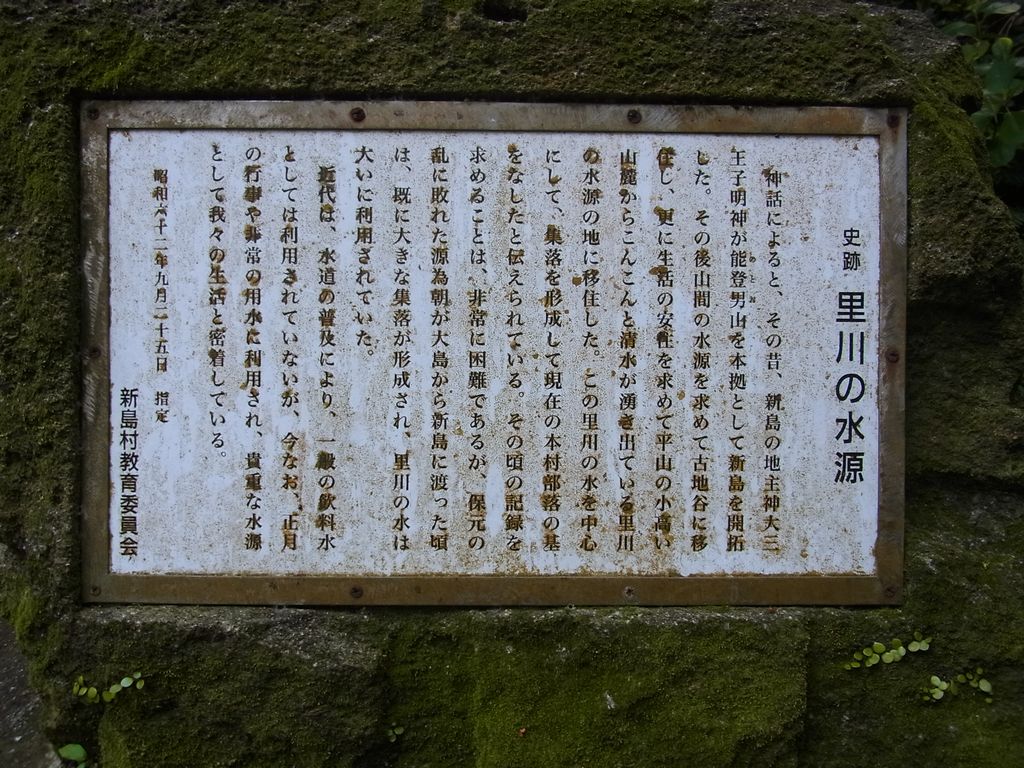 史跡 里川の水源
神話によると、その昔、新島の地主神大三
王子明神が能登男山を本拠として新島を開拓
した。その後山間の水源を求めて古地谷に移
住し、更に生活の安住を求めて平山の小高い
山麓からこんこんと清水が湧き出ている里川
の水源の地に移住した。この里川の水を中心
にして、集落を形成して現在の本村部落の基
をなしたと伝えられている。その頃の記録を
求めることは、非常に困難であるが、保元の
乱に敗れた源為朝が大島から新島に渡った頃
は、既に大きな集落が形成され、里川の水は
大いに利用されていた。
近代は、水道の普及により、一般の飲料水
としては利用されていないが、今なお、正月
の行事や非常の用水に利用され、貴重な水源
として我々の生活と密着している。
昭和六十二年九月二十五日 指定
新島村教育委員会